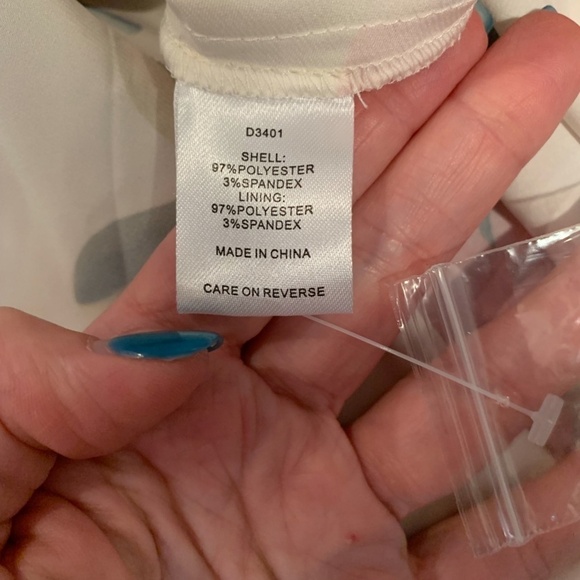 D3401
SHELL:
97%POLYESTER
3%SPANDEX
LINING:
97%POLYESTER
3%SPANDEX
MADE IN CHINA
CARE ON REVERSE